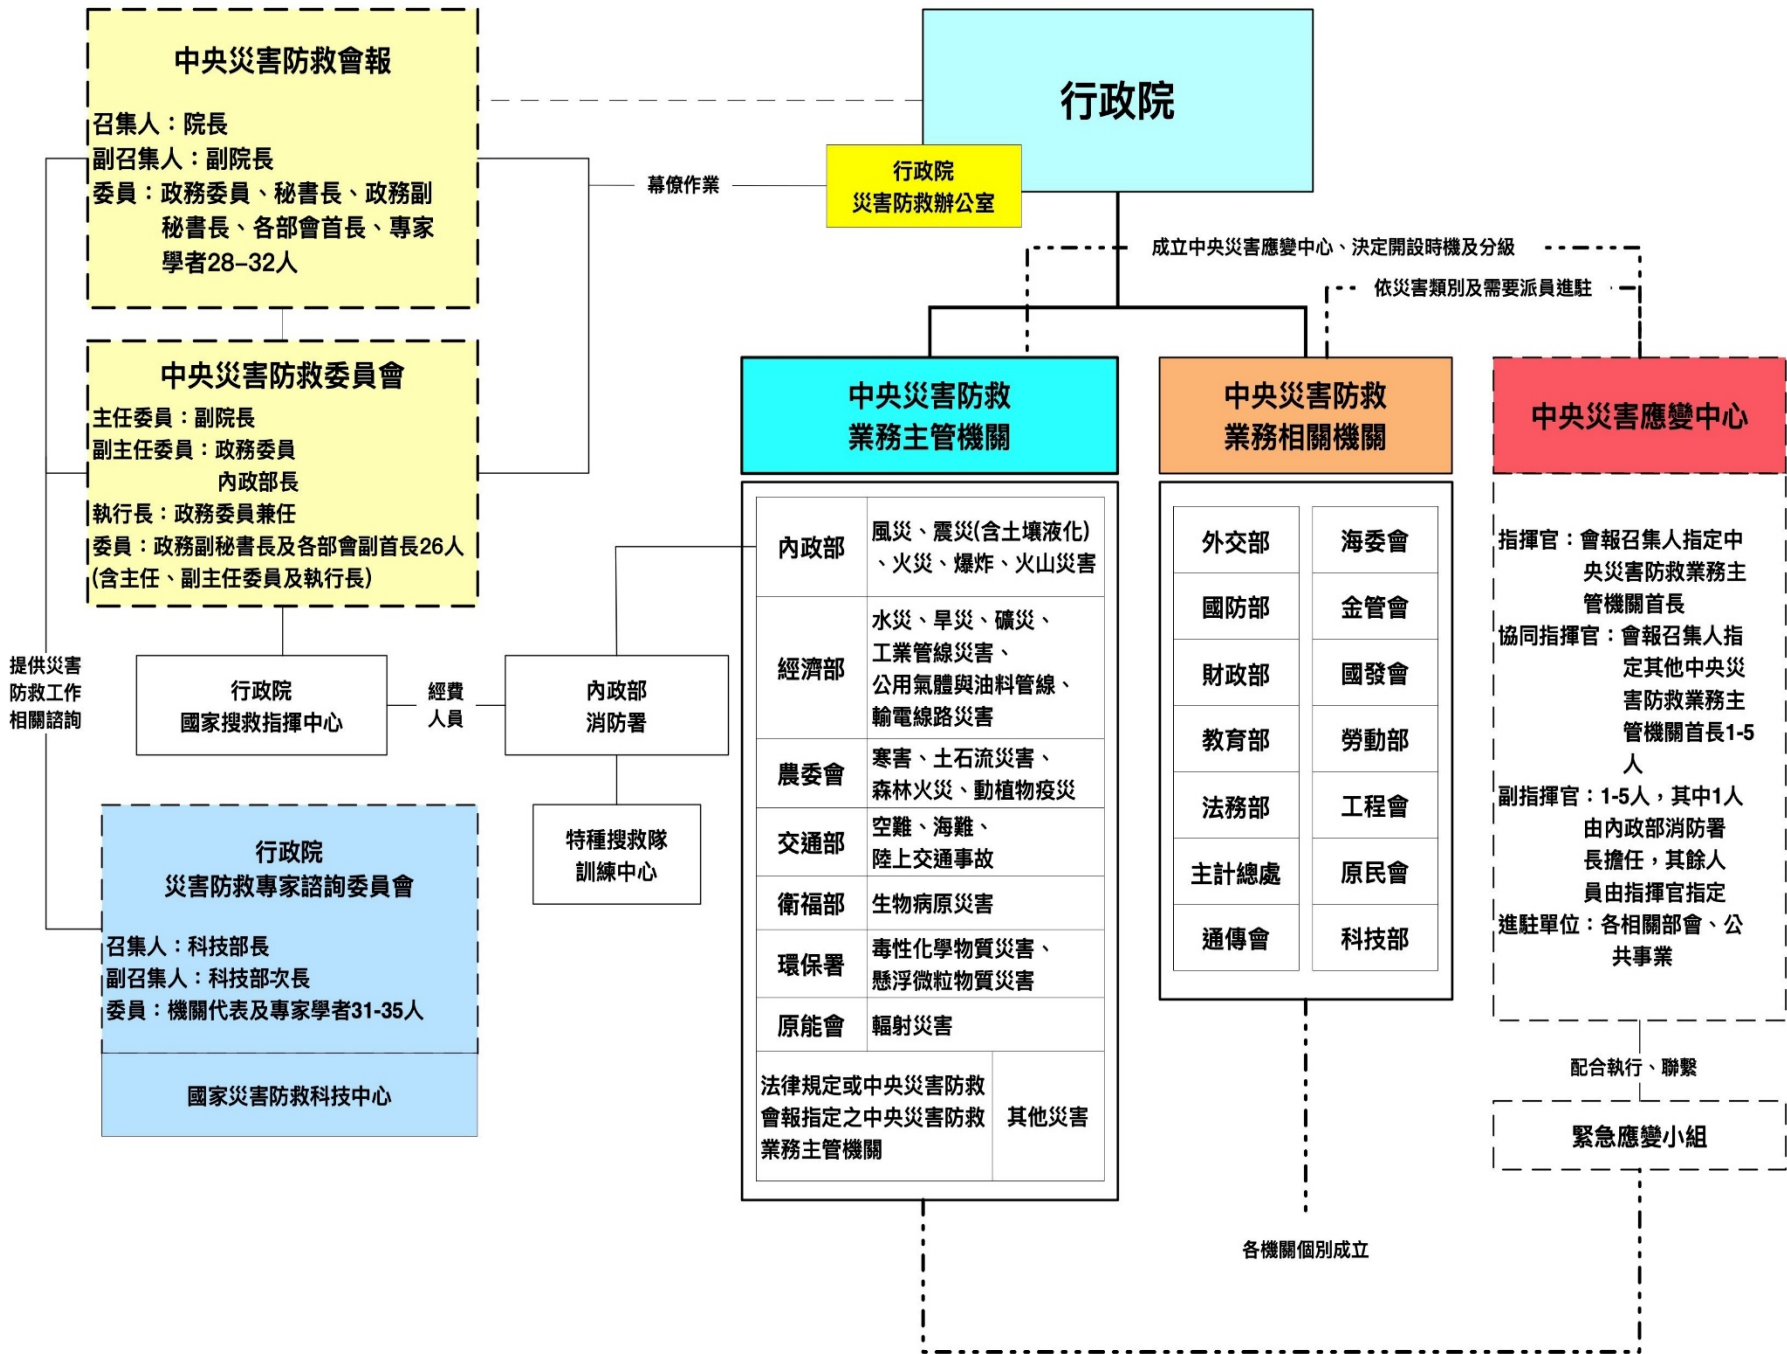 中央災害防救會報
召集人：院長
副召集人：副院長
委員：政務委員、秘書長、政務副
秘書長、各部會首長、專家
學者28–32人
行政院
行政院
災害防救辦公室
幕僚作業
成立中央災害應變中心、決定開設時機及分級
依災害類別及需要派員進駐
中央災害防救委員會
主任委員：副院長
副主任委員：政務委員
內政部長
執行長：政務委員兼任
委員：政務副秘書長及各部會副首長26人
(含主任、副主任委員及執行長)
提供災害
防救工作
相關諮詢
行政院
國家搜救指揮中心
經費
人員
內政部
消防署
特種搜救隊
訓練中心
行政院
災害防救專家諮詢委員會
召集人：科技部長
副召集人：科技部次長
委員：機關代表及專家學者31-35人
國家災害防救科技中心
中央災害防救
業務主管機關
內政部
風災、震災(含土壤液化)
、火災、爆炸、火山災害
經濟部
水災、旱災、礦災、
工業管線災害、
公用氣體與油料管線、
輸電線路災害
農委會
寒害、土石流災害、
森林火災、動植物疫災
交通部
空難、海難、
陸上交通事故
衛福部
生物病原災害
環保署
毒性化學物質災害、
懸浮微粒物質災害
原能會
輻射災害
法律規定或中央災害防救
會報指定之中央災害防救
業務主管機關
其他災害
中央災害防救
業務相關機關
外交部
海委會
國防部
金管會
財政部
國發會
教育部
勞動部
法務部
工程會
主計總處
原民會
通傳會
科技部
各機關個別成立
中央災害應變中心
指揮官：會報召集人指定中
央災害防救業務主
管機關首長
協同指揮官：會報召集人指
定其他中央災
害防救業務主
管機關首長1-5
人
副指揮官：1-5人，其中1人
由內政部消防署
長擔任，其餘人
員由指揮官指定
進駐單位：各相關部會、公
共事業
配合執行、聯繫
緊急應變小組